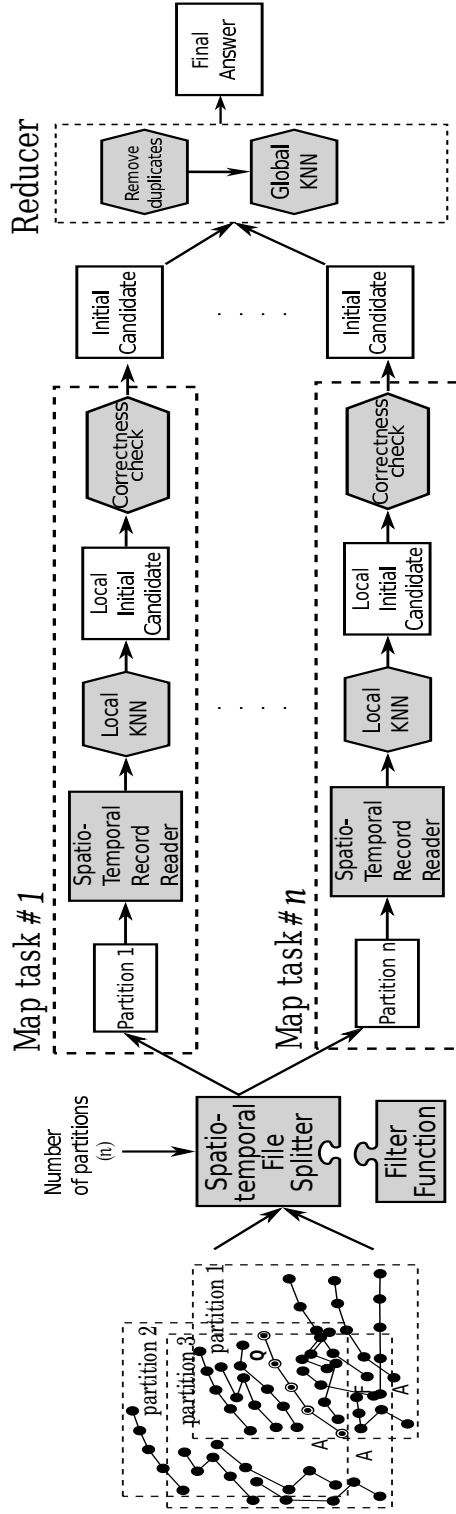 partition 2
partition 3
partition 1
Q
A
A
F
A
Number
of partitions
(n)
Spatio-
temporal
File
Splitter
Filter
Function
Map task # 1
Partition 1
Spatio-
Temporal
Record
Reader
Local
KNN
Local
Initial
Candidate
Correctness
check
Initial
Candidate
. . . .
. . . .
Map task # n
Partition n
Spatio-
Temporal
Record
Reader
Local
KNN
Local
Initial
Candidate
Correctness
check
Initial
Candidate
Reducer
Remove
duplicates
Global
KNN
Final
Answer